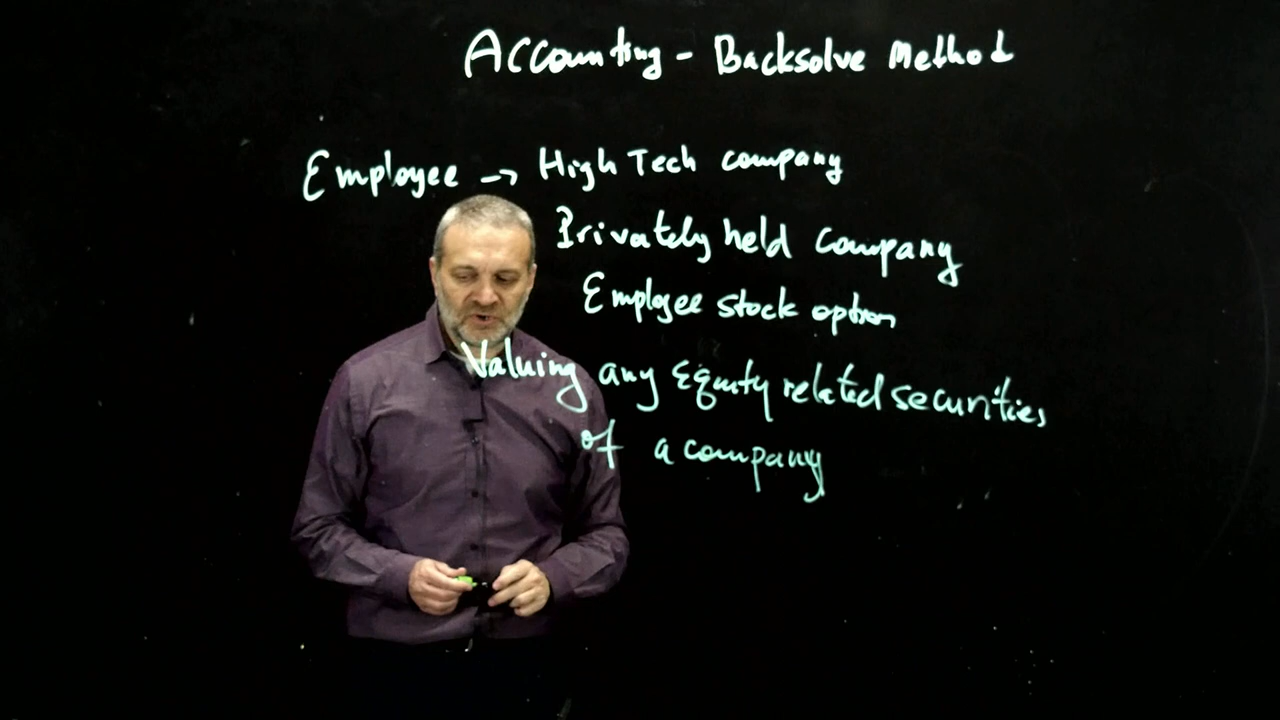 Accounting - Backsolve Method
Employee → High Tech company
Privately held company
Employee stock option
Valuing any Equity related securities
of a company